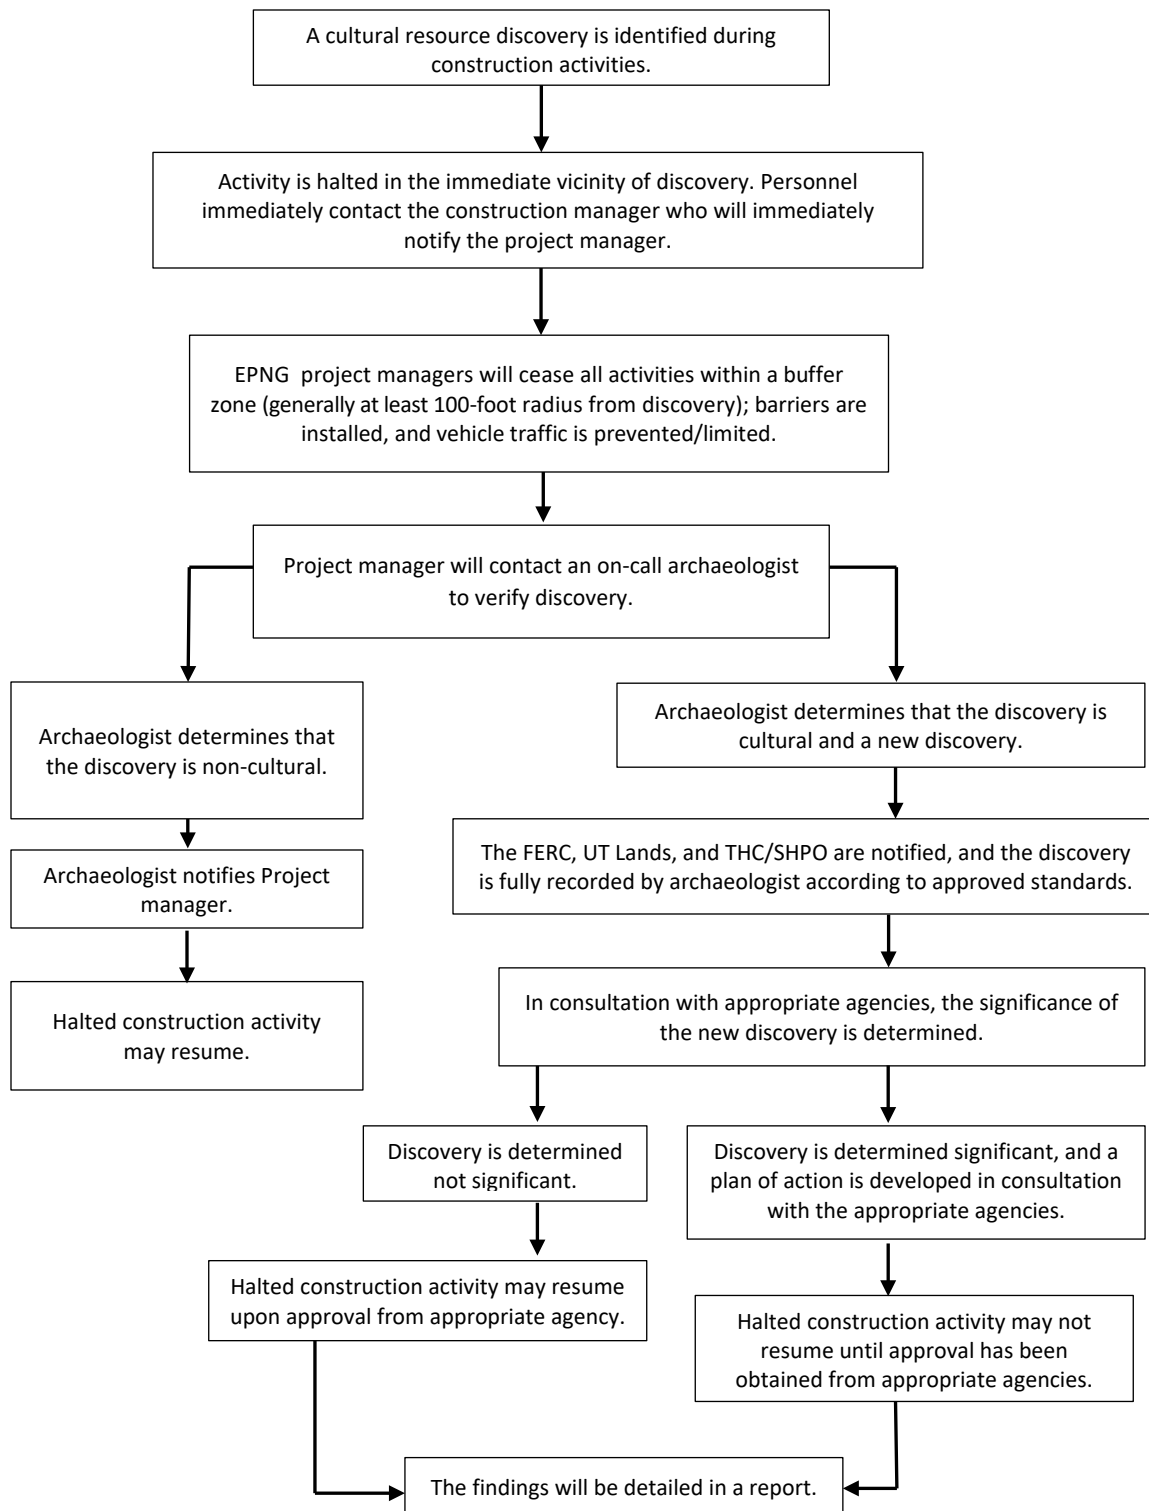 A cultural resource discovery is identified during
construction activities.
Activity is halted in the immediate vicinity of discovery. Personnel
immediately contact the construction manager who will immediately
notify the project manager.
EPNG project managers will cease all activities within a buffer
zone (generally at least 100-foot radius from discovery); barriers are
installed, and vehicle traffic is prevented/limited.
Project manager will contact an on-call archaeologist
to verify discovery.
Archaeologist determines that
the discovery is non-cultural.
Archaeologist notifies Project
manager.
Halted construction activity
may resume.
Archaeologist determines that the discovery is
cultural and a new discovery.
The FERC, UT Lands, and THC/SHPO are notified, and the discovery
is fully recorded by archaeologist according to approved standards.
In consultation with appropriate agencies, the significance of
the new discovery is determined.
Discovery is determined
not significant.
Halted construction activity may resume
upon approval from appropriate agency.
Discovery is determined significant, and a
plan of action is developed in consultation
with the appropriate agencies.
Halted construction activity may not
resume until approval has been
obtained from appropriate agencies.
The findings will be detailed in a report.